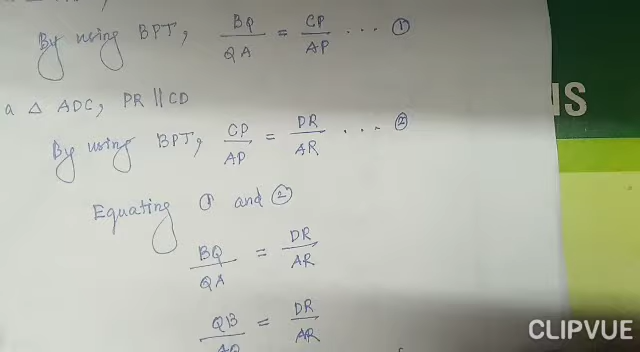 By using BPT, BQ/QA = CP/AP ... ①
a △ ADC, PR || CD
By using BPT, CP/AP = DR/AR ... ②
Equating ① and ②
BQ/QA = DR/AR
QB/AQ = DR/AR
NS
CLIPVUE